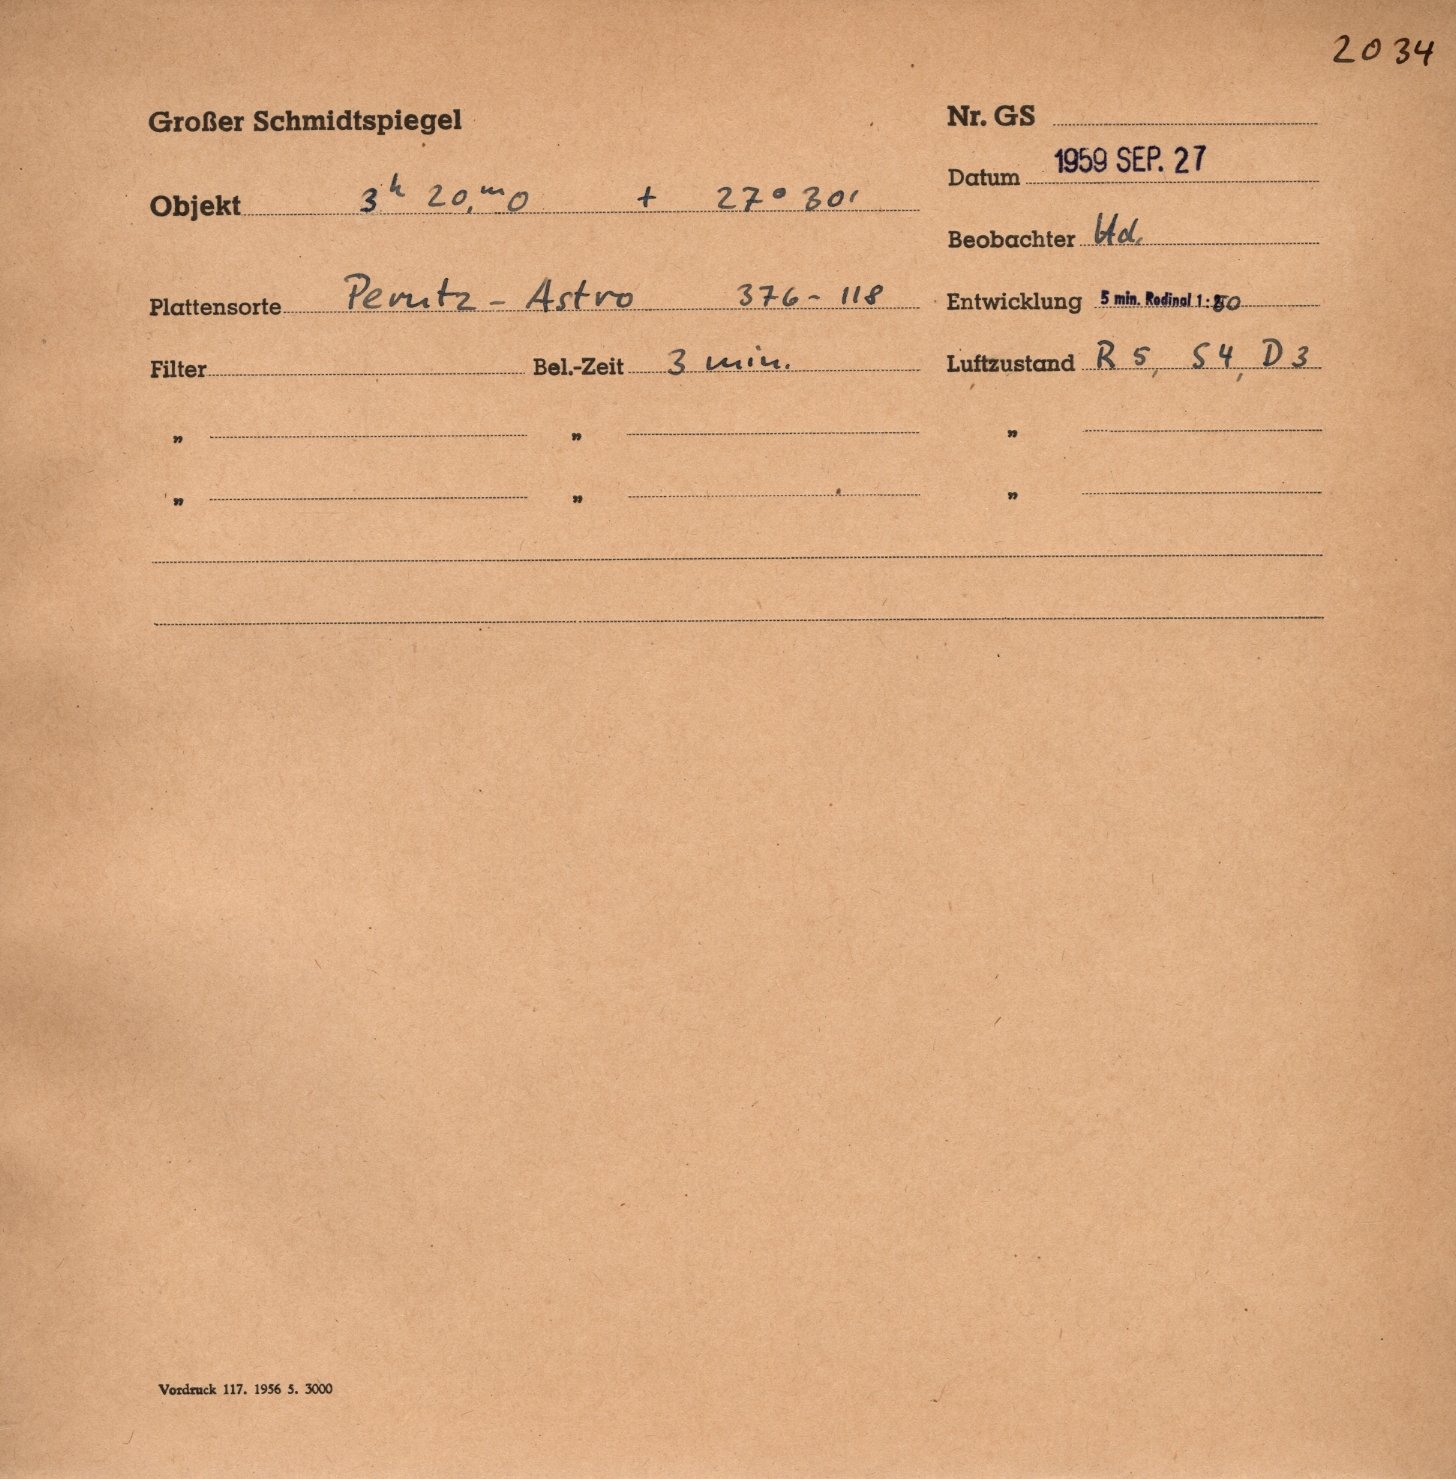 2034
Großer Schmidtspiegel
Nr. GS
Datum 1959 SEP. 27
Objekt 3h 20,m0 + 27° 30'
Beobachter
Plattensorte Perutz - Astro 376 - 118
Entwicklung 5 min. Rodinal 1:50
Filter Bel.-Zeit 3 min. Luftzustand R 5, S 4, D 3
" " "
" " "
Vordruck 117. 1956 5. 3000